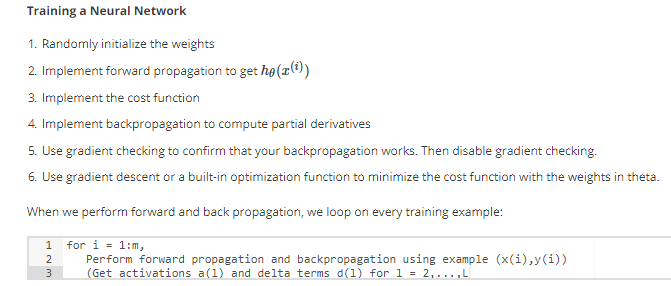 Training a Neural Network
1. Randomly initialize the weights
2. Implement forward propagation to get hθ(x⁽ⁱ⁾)
3. Implement the cost function
4. Implement backpropagation to compute partial derivatives
5. Use gradient checking to confirm that your backpropagation works. Then disable gradient checking.
6. Use gradient descent or a built-in optimization function to minimize the cost function with the weights in theta.
When we perform forward and back propagation, we loop on every training example:
1 for i = 1:m,
2 Perform forward propagation and backpropagation using example (x(i),y(i))
3 (Get activations a(l) and delta terms d(l) for l = 2,...,L